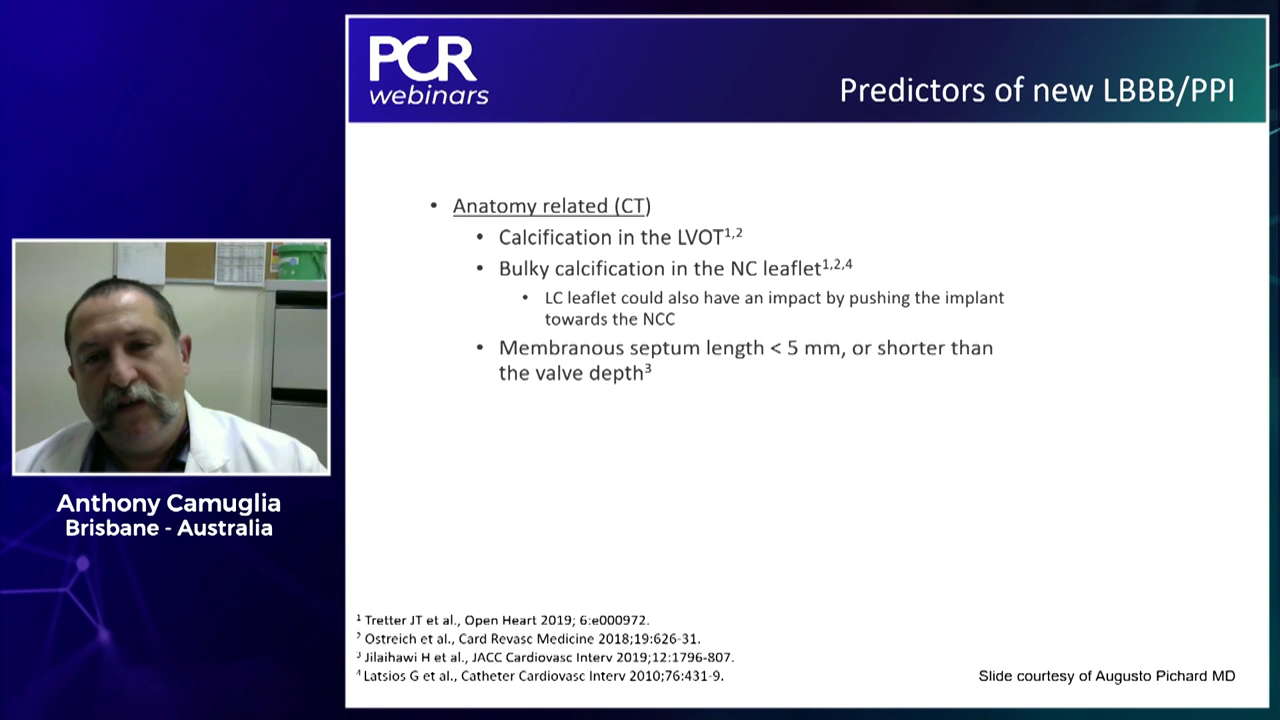 PCR
webinars
Predictors of new LBBB/PPI
• Anatomy related (CT)
• Calcification in the LVOT1,2
• Bulky calcification in the NC leaflet1,2,4
• LC leaflet could also have an impact by pushing the implant
towards the NCC
• Membranous septum length < 5 mm, or shorter than
the valve depth3
Anthony Camuglia
Brisbane - Australia
1 Tretter JT et al., Open Heart 2019; 6:e000972.
2 Ostreich et al., Card Revasc Medicine 2018;19:626-31.
3 Jilaihawi H et al., JACC Cardiovasc Interv 2019;12:1796-807.
4 Latsios G et al., Catheter Cardiovasc Interv 2010;76:431-9.
Slide courtesy of Augusto Pichard MD